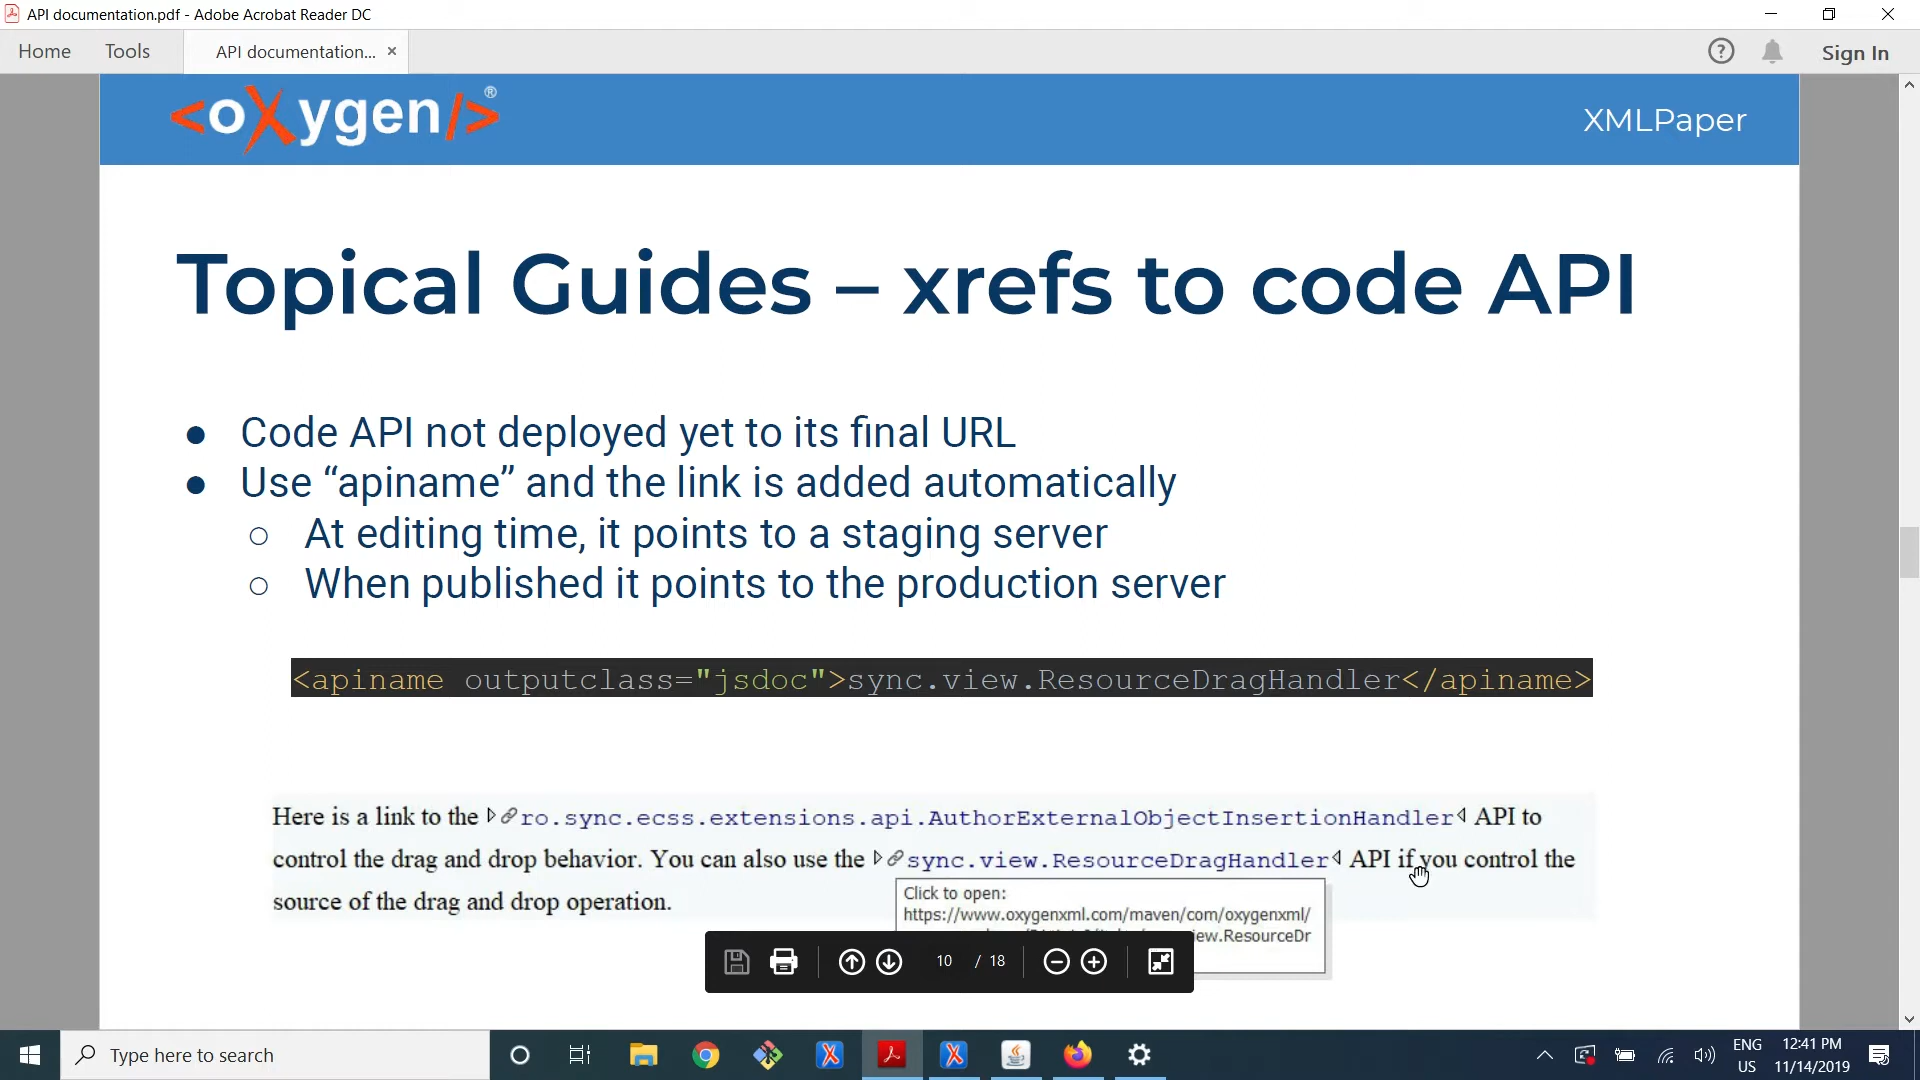 API documentation.pdf - Adobe Acrobat Reader DC
Home Tools API documentation... × ? Sign In
<oXygen/>® XMLPaper
Topical Guides – xrefs to code API
● Code API not deployed yet to its final URL
● Use “apiname” and the link is added automatically
○ At editing time, it points to a staging server
○ When published it points to the production server
<apiname outputclass="jsdoc">sync.view.ResourceDragHandler</apiname>
Here is a link to the ro.sync.ecss.extensions.api.AuthorExternalObjectInsertionHandler API to
control the drag and drop behavior. You can also use the sync.view.ResourceDragHandler API if you control the
source of the drag and drop operation.
Click to open:
https://www.oxygenxml.com/maven/com/oxygenxml/
iew.ResourceDr
10 / 18
Type here to search
ENG 12:41 PM
US 11/14/2019